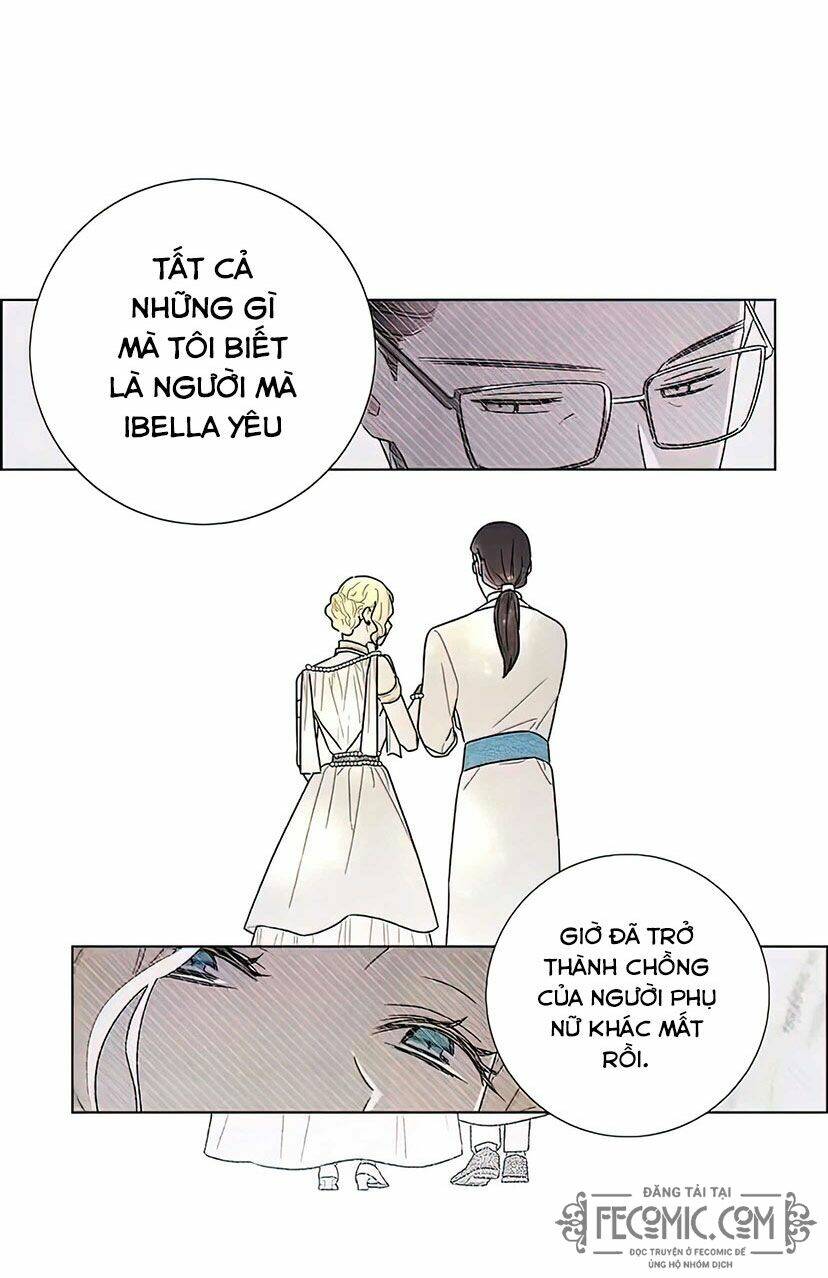 TẤT CẢ
NHỮNG GÌ
MÀ TÔI BIẾT
LÀ NGƯỜI MÀ
IBELLA YÊU
GIỜ ĐÃ TRỞ
THÀNH CHỒNG
CỦA NGƯỜI PHỤ
NỮ KHÁC MẤT
RỒI.
ĐĂNG TẢI TẠI
FECOMIC.COM
ĐỌC TRUYỆN Ở FECOMIC ĐỂ
ỦNG HỘ NHÓM DỊCH